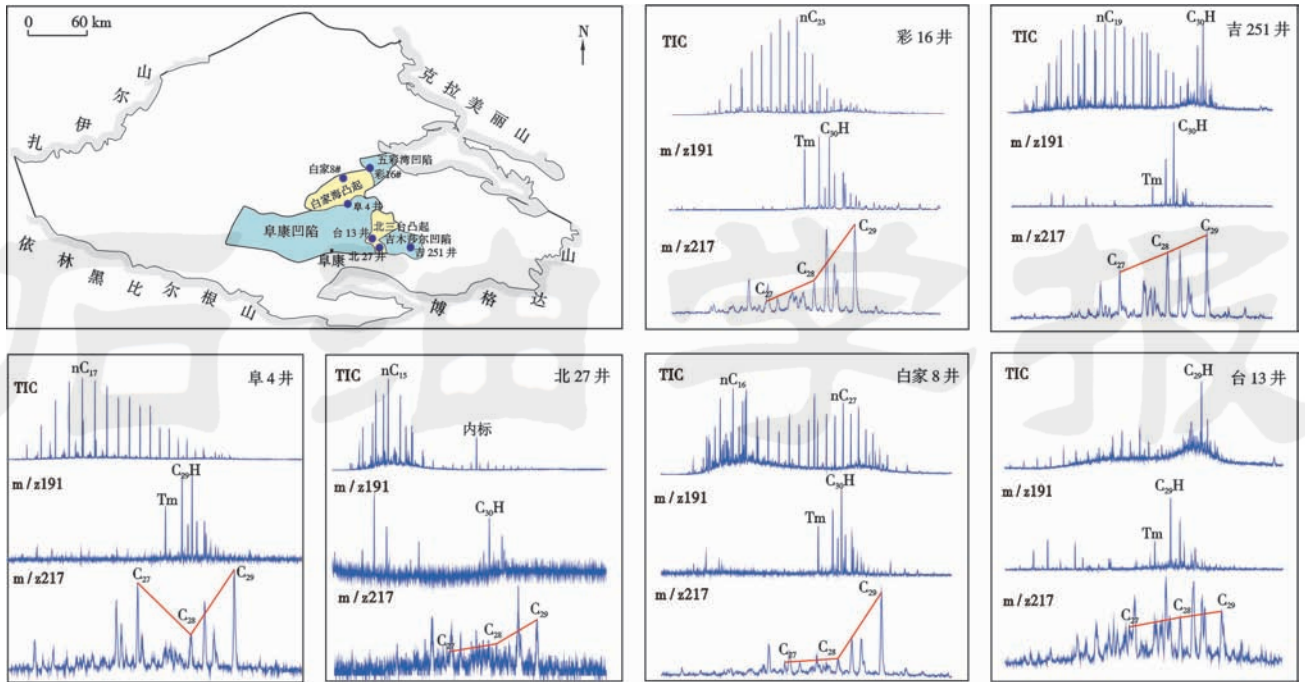 0 60 km
N
扎伊尔山
克拉美丽山
依林黑比尔根山
博格达山
五彩湾凹陷
彩16#
白家8#
白家海凸起
阜4井
阜康凹陷
北三台凸起
台13井
吉木莎尔凹陷
阜康
北27井
吉251井
彩16井
TIC
nC23
m/z191
Tm
C30H
m/z217
C27
C28
C29
吉251井
TIC
nC19
C30H
m/z191
C30H
Tm
m/z217
C27
C28
C29
阜4井
TIC
nC17
m/z191
C29H
Tm
m/z217
C27
C28
C29
北27井
TIC
nC15
内标
m/z191
C30H
m/z217
C27
C28
C29
白家8井
TIC
nC16
nC27
m/z191
C30H
Tm
m/z217
C27
C28
C29
台13井
TIC
C29H
m/z191
C29H
Tm
m/z217
C27
C28
C29
石油学报